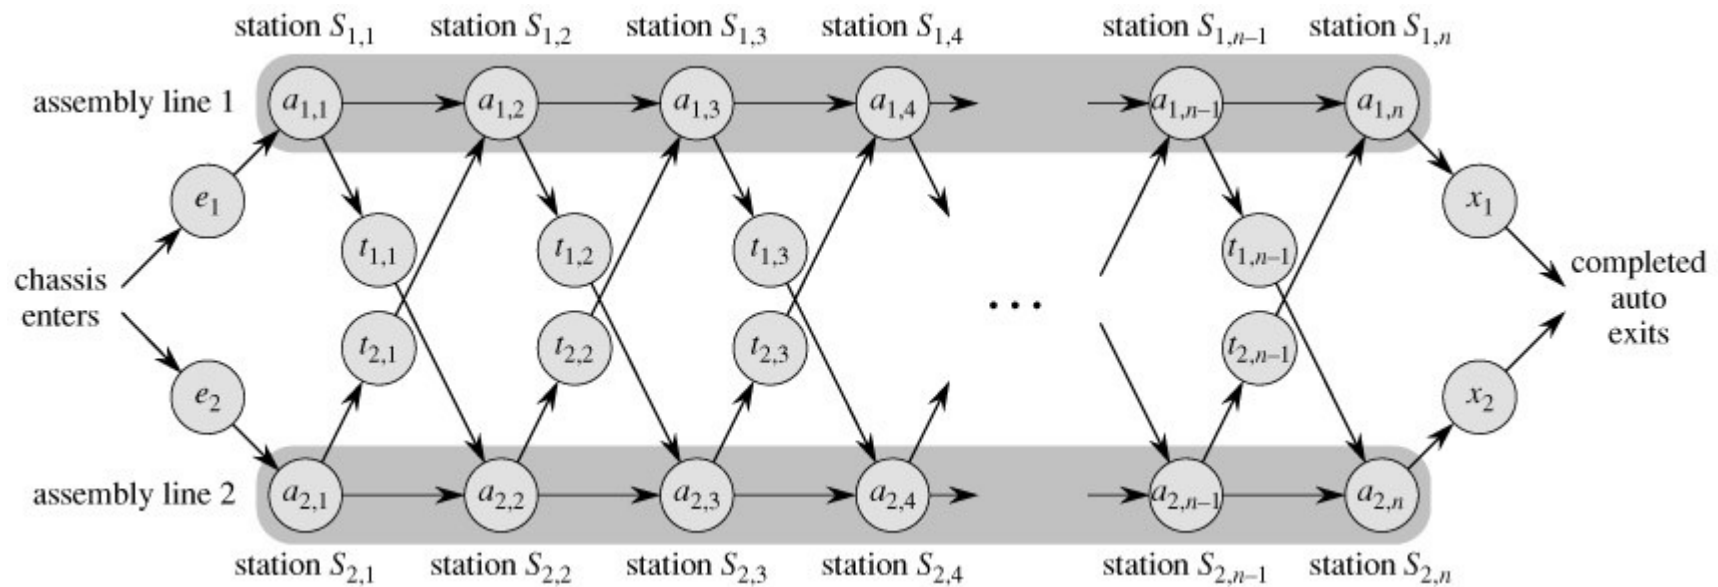 station S1,1 station S1,2 station S1,3 station S1,4 station S1,n–1 station S1,n
assembly line 1 a1,1 a1,2 a1,3 a1,4 a1,n–1 a1,n
e1 x1
t1,1 t1,2 t1,3 t1,n–1
chassis
enters
completed
auto
exits
...
t2,1 t2,2 t2,3 t2,n–1
e2 x2
assembly line 2 a2,1 a2,2 a2,3 a2,4 a2,n–1 a2,n
station S2,1 station S2,2 station S2,3 station S2,4 station S2,n–1 station S2,n